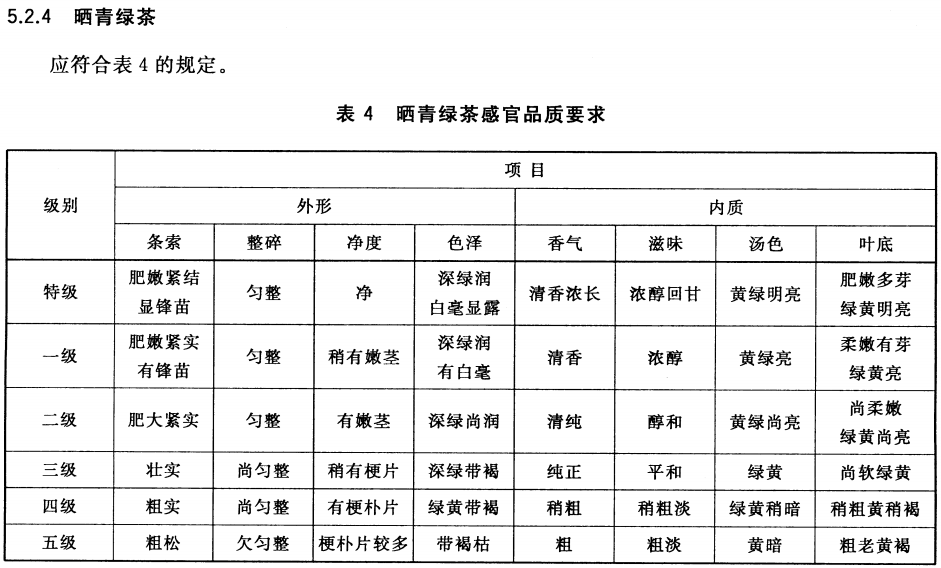 5.2.4 晒青绿茶
应符合表 4 的规定。
表 4 晒青绿茶感官品质要求
级别 项目
外形 内质
条索 整碎 净度 色泽 香气 滋味 汤色 叶底
特级 肥嫩紧结 显锋苗 匀整 净 深绿润 白毫显露 清香浓长 浓醇回甘 黄绿明亮 肥嫩多芽 绿黄明亮
一级 肥嫩紧实 有锋苗 匀整 稍有嫩茎 深绿润 有白毫 清香 浓醇 黄绿亮 柔嫩有芽 绿黄亮
二级 肥大紧实 匀整 有嫩茎 深绿尚润 清纯 醇和 黄绿尚亮 尚柔嫩 绿黄尚亮
三级 壮实 尚匀整 稍有梗片 深绿带褐 纯正 平和 绿黄 尚软绿黄
四级 粗实 尚匀整 有梗朴片 绿黄带褐 稍粗 稍粗淡 绿黄稍暗 稍粗黄稍褐
五级 粗松 欠匀整 梗朴片较多 带褐枯 粗 粗淡 黄暗 粗老黄褐